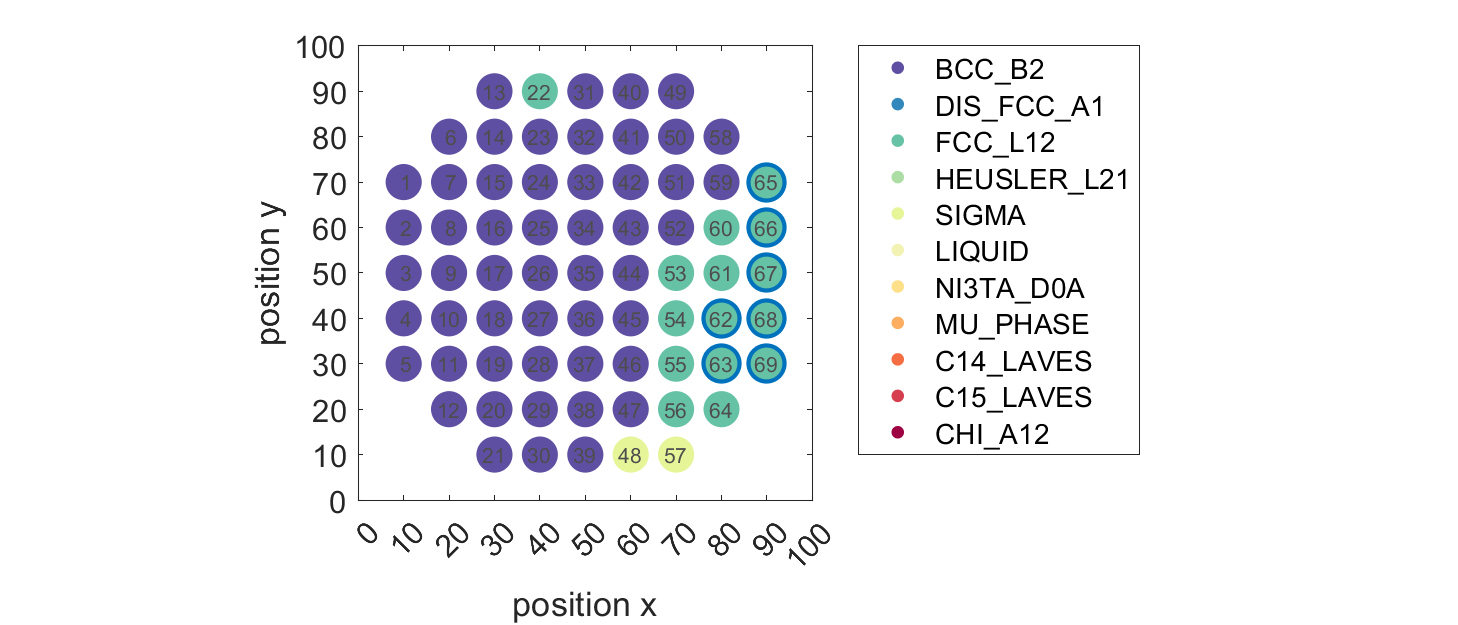 100
90
80
70
60
50
40
30
20
10
0
position y
13 22 31 40 49
6 14 23 32 41 50 58
1 7 15 24 33 42 51 59 65
2 8 16 25 34 43 52 60 66
3 9 17 26 35 44 53 61 67
4 10 18 27 36 45 54 62 68
5 11 19 28 37 46 55 63 69
12 20 29 38 47 56 64
21 30 39 48 57
0 10 20 30 40 50 60 70 80 90 100
position x
BCC_B2
DIS_FCC_A1
FCC_L12
HEUSLER_L21
SIGMA
LIQUID
NI3TA_D0A
MU_PHASE
C14_LAVES
C15_LAVES
CHI_A12